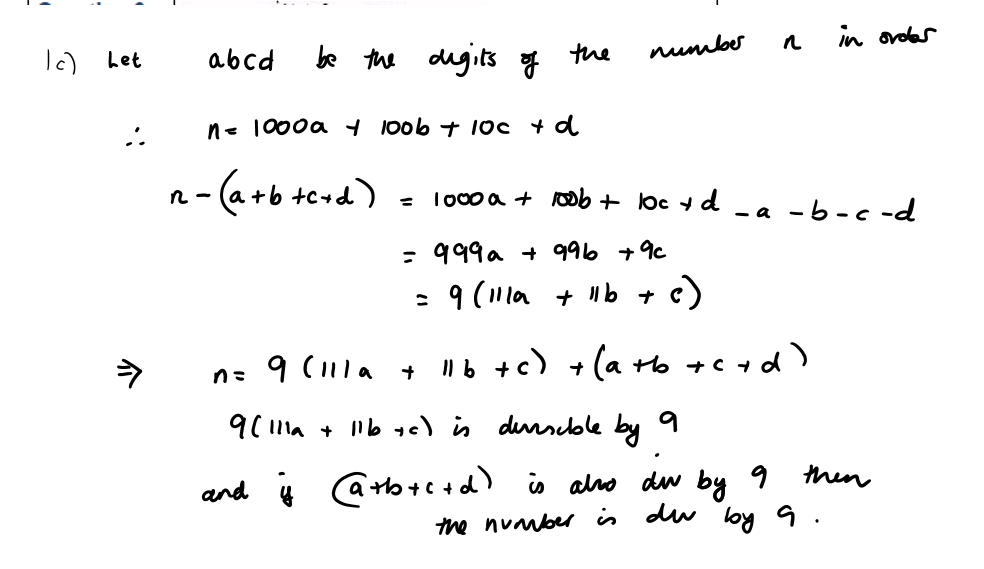 1c) Let abcd be the digits of the number n in order
∴ n = 1000a + 100b + 10c + d
n - (a+b+c+d) = 1000a + 100b + 10c + d - a - b - c - d
= 999a + 99b + 9c
= 9(111a + 11b + c)
⇒ n = 9(111a + 11b + c) + (a+b+c+d)
9(111a + 11b + c) is divisible by 9
and if (a+b+c+d) is also div by 9 then
the number is div by 9.